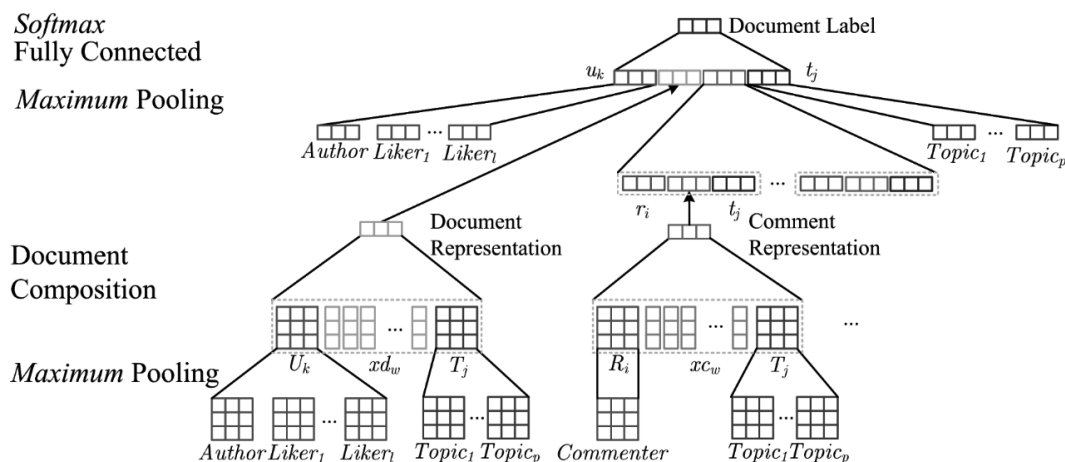 Softmax
Fully Connected
Document Label
u_k
t_j
Maximum Pooling
Author Liker_1 ... Liker_l
Topic_1 ... Topic_p
...
r_i t_j
Document
Representation
Comment
Representation
Document
Composition
... ... ...
U_k xd_w T_j R_i xc_w T_j
Maximum Pooling
... ... ...
Author Liker_1 Liker_l Topic_1 Topic_p Commenter Topic_1 Topic_p